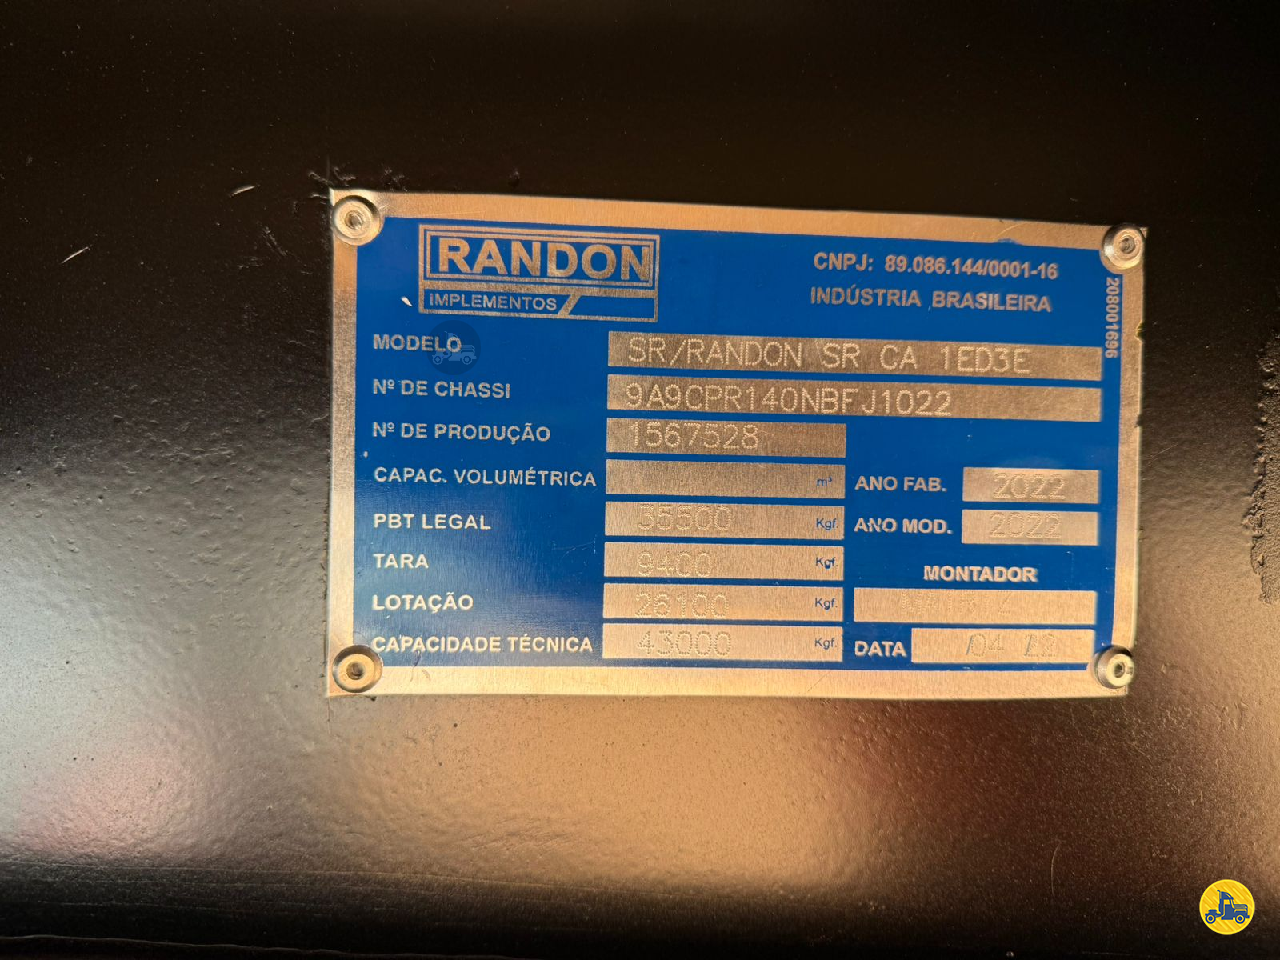 RANDON
IMPLEMENTOS
CNPJ: 89.086.144/0001-16
INDÚSTRIA BRASILEIRA
208001696
MODELO SR/RANDON SR CA 1ED3E
Nº DE CHASSI 9A9CPR140NBFJ1022
Nº DE PRODUÇÃO 1567528
CAPAC. VOLUMÉTRICA m³ ANO FAB. 2022
PBT LEGAL 35500 Kgf. ANO MOD. 2022
TARA 9400 Kgf. MONTADOR
LOTAÇÃO 26100 Kgf.
CAPACIDADE TÉCNICA 43000 Kgf. DATA 04